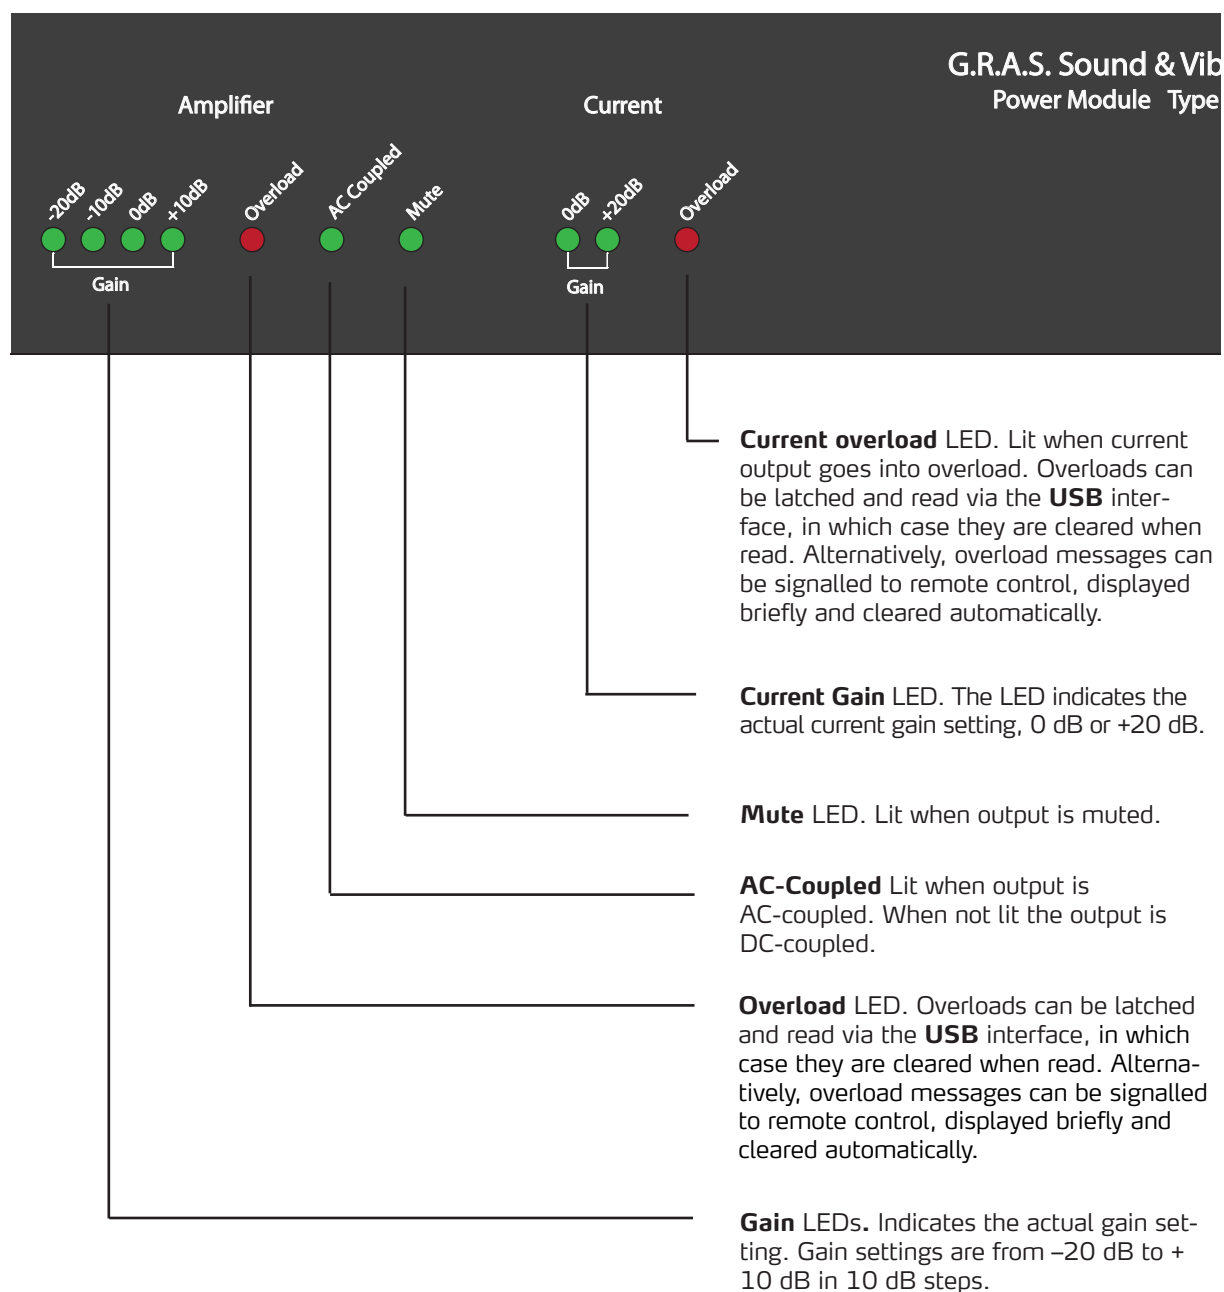 G.R.A.S. Sound & Vib
Power Module Type
Amplifier
Current
-20dB
-10dB
0dB
+10dB
Overload
AC Coupled
Mute
0dB
+20dB
Overload
Gain
Gain
Current overload LED. Lit when current
output goes into overload. Overloads can
be latched and read via the USB inter-
face, in which case they are cleared when
read. Alternatively, overload messages can
be signalled to remote control, displayed
briefly and cleared automatically.
Current Gain LED. The LED indicates the
actual current gain setting, 0 dB or +20 dB.
Mute LED. Lit when output is muted.
AC-Coupled Lit when output is
AC-coupled. When not lit the output is
DC-coupled.
Overload LED. Overloads can be latched
and read via the USB interface, in which
case they are cleared when read. Alterna-
tively, overload messages can be signalled
to remote control, displayed briefly and
cleared automatically.
Gain LEDs. Indicates the actual gain set-
ting. Gain settings are from –20 dB to +
10 dB in 10 dB steps.